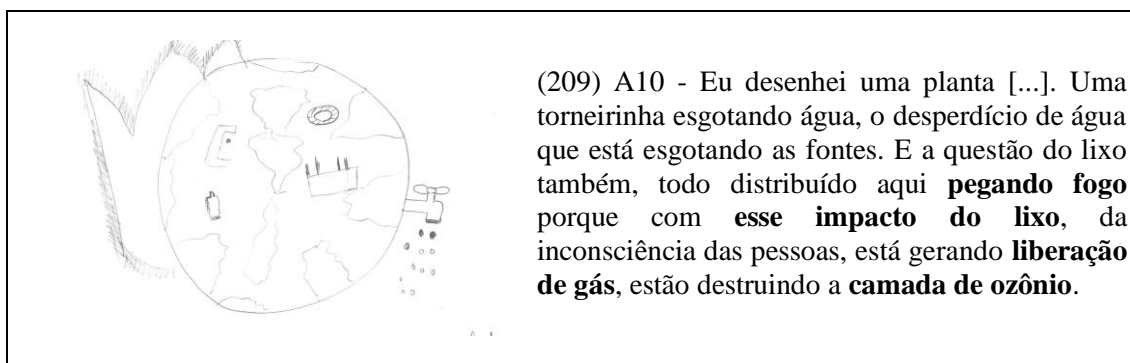 (209) A10 - Eu desenhei uma planta [...]. Uma
torneirinha esgotando água, o desperdício de água
que está esgotando as fontes. E a questão do lixo
também, todo distribuído aqui pegando fogo
porque com esse impacto do lixo, da
inconsciência das pessoas, está gerando liberação
de gás, estão destruindo a camada de ozônio.